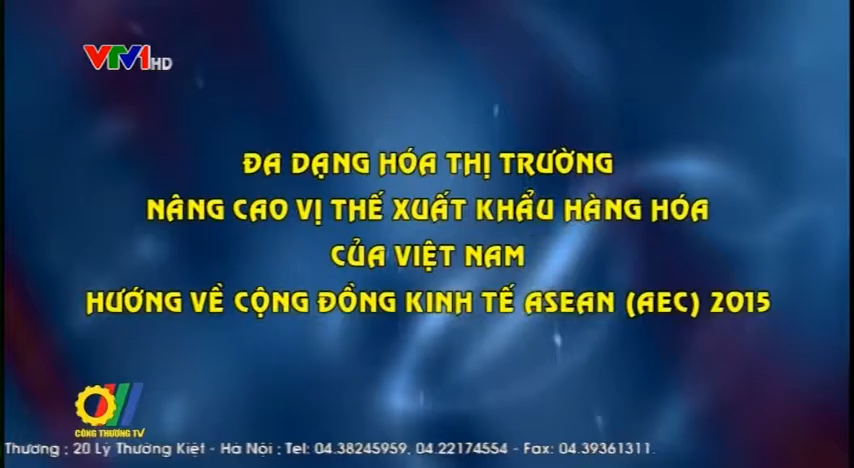 VTV1 HD
ĐA DẠNG HÓA THỊ TRƯỜNG
NÂNG CAO VỊ THẾ XUẤT KHẨU HÀNG HÓA
CỦA VIỆT NAM
HƯỚNG VỀ CỘNG ĐỒNG KINH TẾ ASEAN (AEC) 2015
CÔNG THƯƠNG TV
Thương ; 20 Lý Thường Kiệt - Hà Nội ; Tel: 04.38245959, 04.22174554 - Fax: 04.39361311.